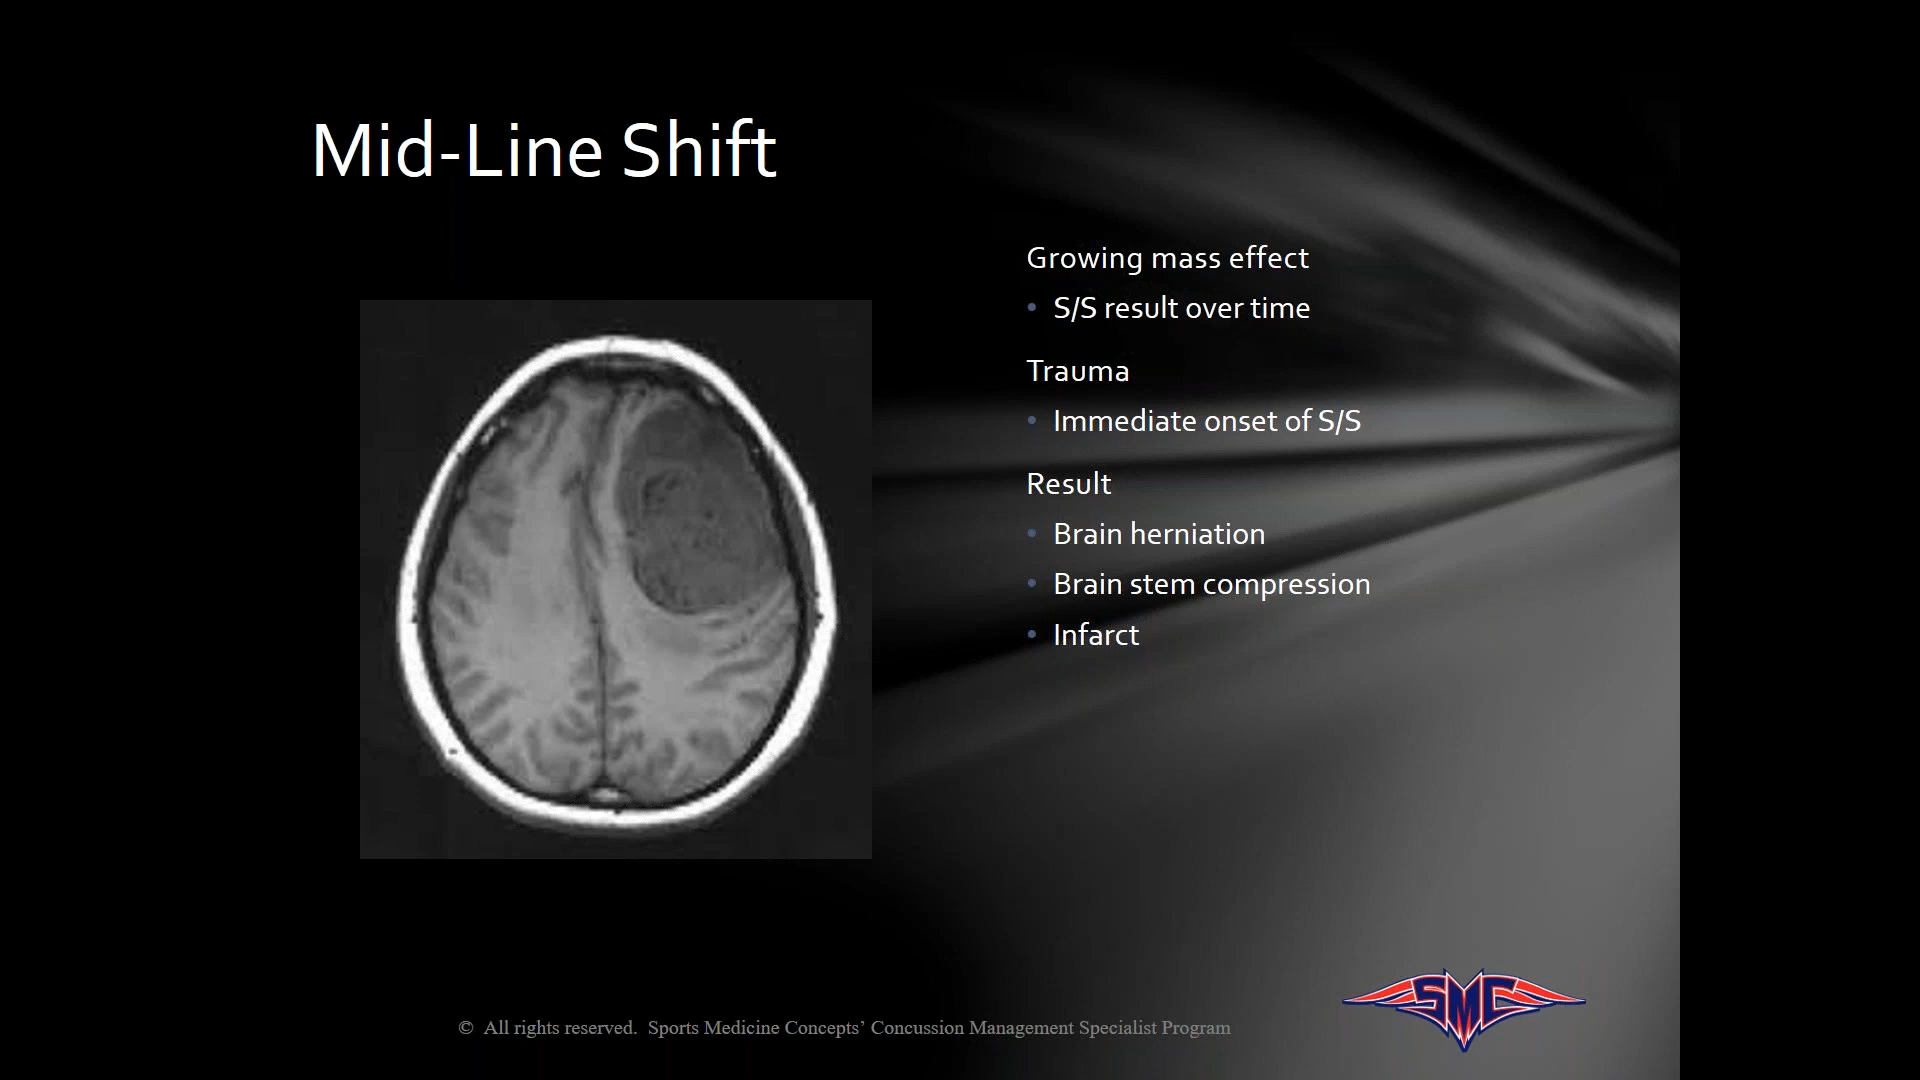 Mid-Line Shift
Growing mass effect
• S/S result over time
Trauma
• Immediate onset of S/S
Result
• Brain herniation
• Brain stem compression
• Infarct
SMC
© All rights reserved. Sports Medicine Concepts’ Concussion Management Specialist Program